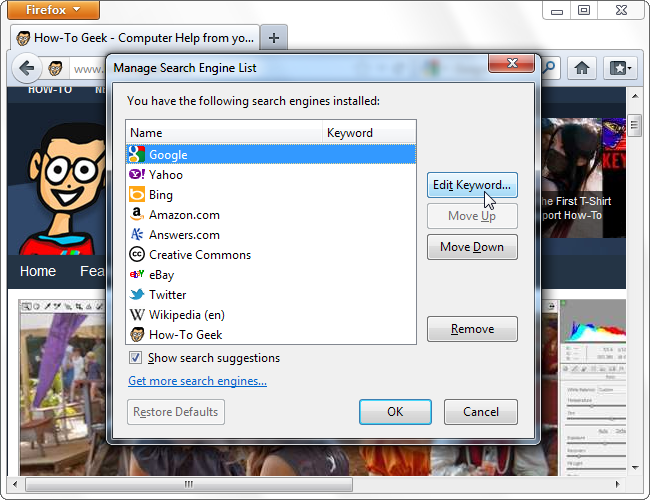 Firefox
How-To Geek - Computer Help from yo...
www.
Manage Search Engine List
HOW-TO
You have the following search engines installed:
Name Keyword
Google
Yahoo
Bing
Amazon.com
Answers.com
Creative Commons
eBay
Twitter
Wikipedia (en)
How-To Geek
Edit Keyword...
Move Up
Move Down
Remove
Show search suggestions
Get more search engines...
Restore Defaults
OK
Cancel
KEY
he First T-Shirt
port How-To
Home Fea